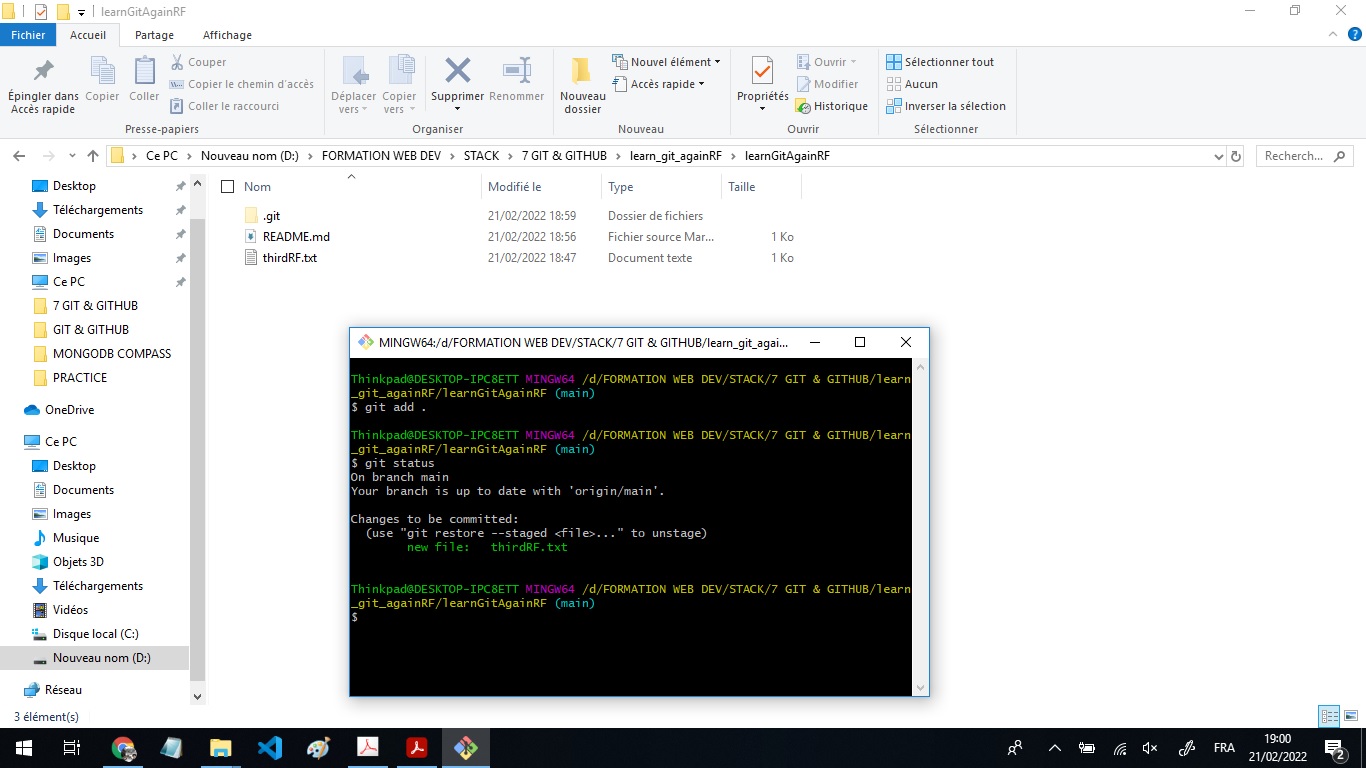 learnGitAgainRF
Fichier Accueil Partage Affichage
Épingler dans Accès rapide
Copier
Coller
Couper
Copier le chemin d'accès
Coller le raccourci
Presse-papiers
Déplacer vers
Copier vers
Supprimer
Renommer
Organiser
Nouveau dossier
Nouvel élément
Accès rapide
Nouveau
Propriétés
Ouvrir
Modifier
Historique
Ouvrir
Sélectionner tout
Aucun
Inverser la sélection
Sélectionner
Ce PC > Nouveau nom (D:) > FORMATION WEB DEV > STACK > 7 GIT & GITHUB > learn_git_againRF > learnGitAgainRF
Recherch...
Desktop
Téléchargements
Documents
Images
Ce PC
7 GIT & GITHUB
GIT & GITHUB
MONGODB COMPASS
PRACTICE
OneDrive
Ce PC
Desktop
Documents
Images
Musique
Objets 3D
Téléchargements
Vidéos
Disque local (C:)
Nouveau nom (D:)
Réseau
Nom Modifié le Type Taille
.git 21/02/2022 18:59 Dossier de fichiers
README.md 21/02/2022 18:56 Fichier source Mar... 1 Ko
thirdRF.txt 21/02/2022 18:47 Document texte 1 Ko
MINGW64:/d/FORMATION WEB DEV/STACK/7 GIT & GITHUB/learn_git_agai...
Thinkpad@DESKTOP-IPC8ETT MINGW64 /d/FORMATION WEB DEV/STACK/7 GIT & GITHUB/learn
_git_againRF/learnGitAgainRF (main)
$ git add .
Thinkpad@DESKTOP-IPC8ETT MINGW64 /d/FORMATION WEB DEV/STACK/7 GIT & GITHUB/learn
_git_againRF/learnGitAgainRF (main)
$ git status
On branch main
Your branch is up to date with 'origin/main'.
Changes to be committed:
(use "git restore --staged <file>..." to unstage)
new file: thirdRF.txt
Thinkpad@DESKTOP-IPC8ETT MINGW64 /d/FORMATION WEB DEV/STACK/7 GIT & GITHUB/learn
_git_againRF/learnGitAgainRF (main)
$
3 élément(s)
FRA
19:00
21/02/2022
2